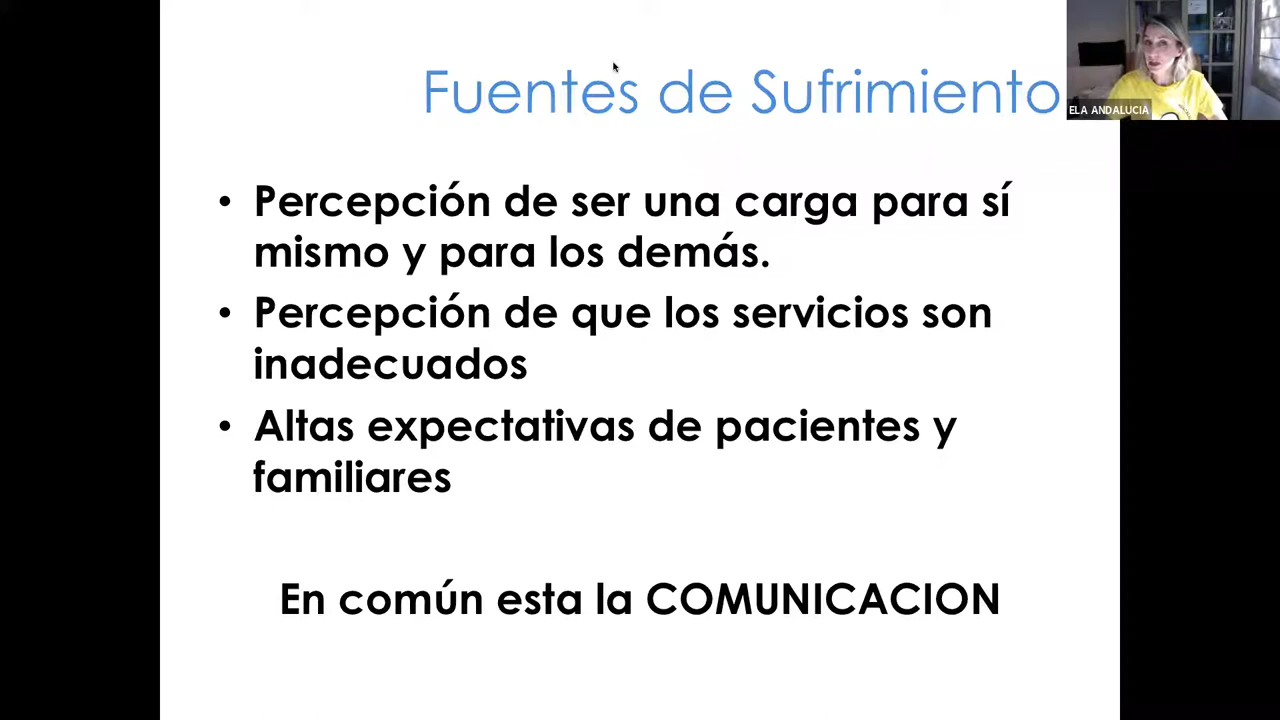 Fuentes de Sufrimiento
ELA ANDALUCIA
• Percepción de ser una carga para sí
mismo y para los demás.
• Percepción de que los servicios son
inadecuados
• Altas expectativas de pacientes y
familiares
En común esta la COMUNICACION